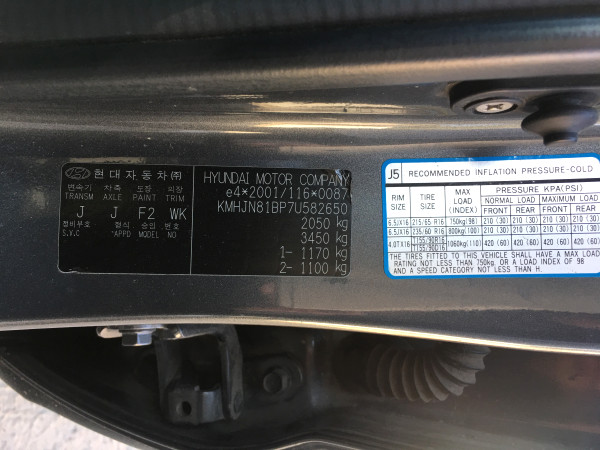 현대자동차㈜
변속기 차축 도장 피이딩
TRANSM AXLE PAINT TRIM
J J F2 WK
정비부호 형식 승인 번호
S.V.C *APPD MODEL NO
HYUNDAI MOTOR COMPANY
e4*2001/116*0087
KMHJN81BP7U582650
2050 kg
3450 kg
1- 1170 kg
2- 1100 kg
J5 RECOMMENDED INFLATION PRESSURE-COLD
RIM SIZE TIRE SIZE MAX LOAD (INDEX) PRESSURE KPA(PSI)
NORMAL LOAD MAXIMUM LOAD
FRONT REAR FRONT REAR
6.5JX16 215/65 R16 750kg(98) 210 (30) 210 (30) 210 (30) 210 (30)
6.5JX16 235/60 R16 800kg(100) 210 (30) 210 (30) 210 (30) 210 (30)
4.0TX16 T155/90R16 T155/90D16 1060kg(110) 420 (60) 420 (60) 420 (60) 420 (60)
THE TIRES FITTED TO THIS VEHICLE SHALL HAVE A MAX LOAD
RATING NOT LESS THAN 750kg. OR A LOAD INDEX OF 98
AND A SPEED CATEGORY NOT LESS THAN H.